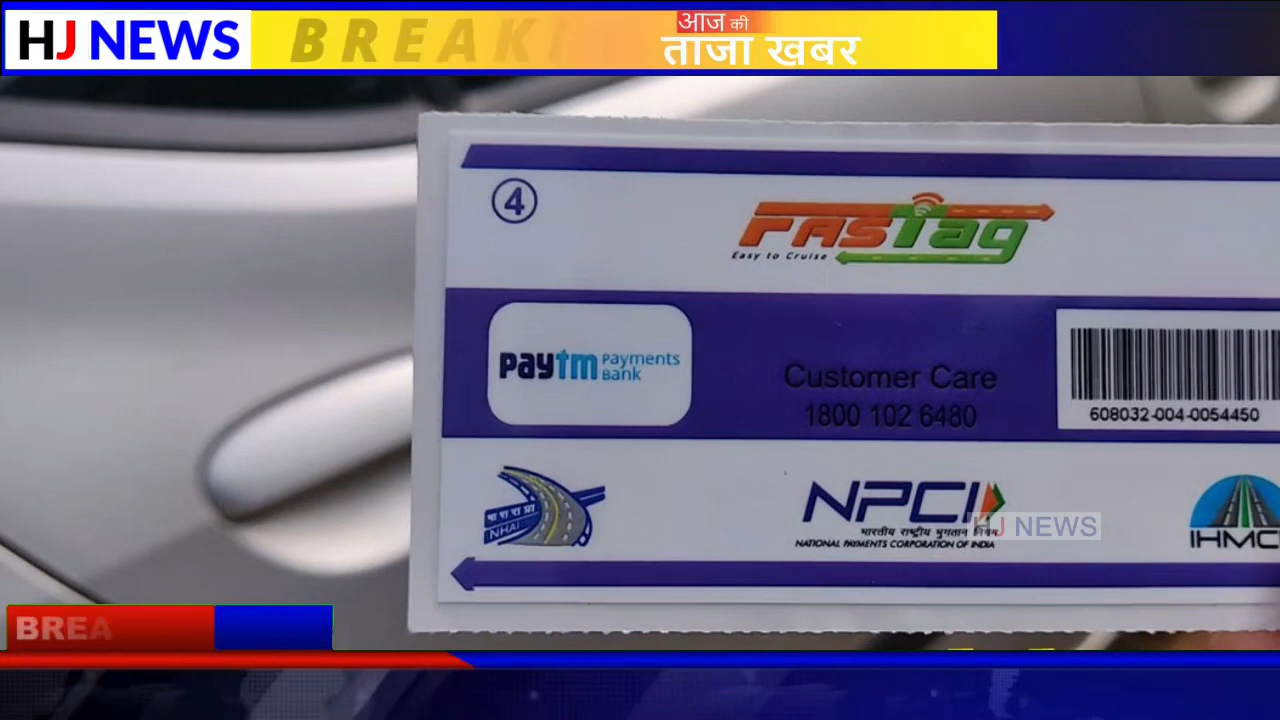 HJ NEWS
BREAKI
आज की
ताजा खबर
4
FASTag
Easy to Cruise
paytm Payments
Bank
Customer Care
1800 102 6480
608032-004-0054450
भा रा रा प्रा
NHAI
NPCI
भारतीय राष्ट्रीय भुगतान निगम
NATIONAL PAYMENTS CORPORATION OF INDIA
HJ NEWS
IHMC
BREA